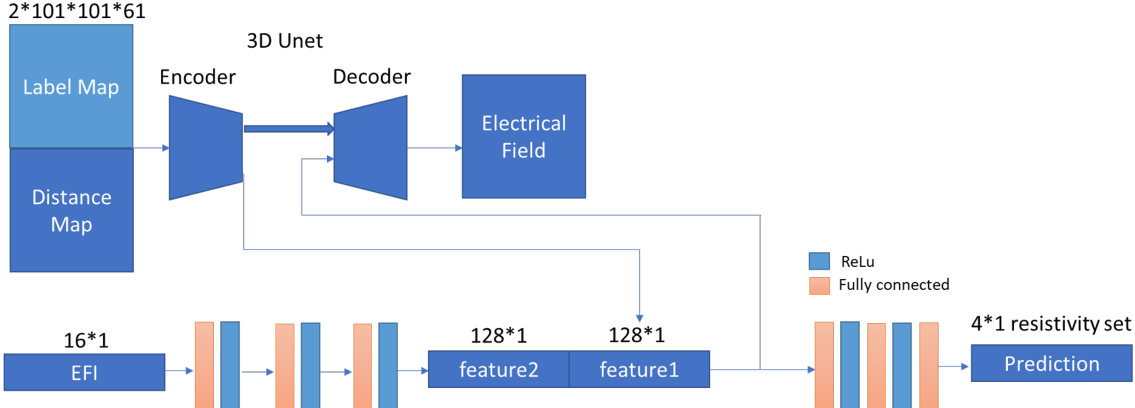 2*101*101*61
Label Map
Distance
Map
3D Unet
Encoder
Decoder
Electrical
Field
ReLu
Fully connected
16*1
EFI
128*1
128*1
feature2
feature1
4*1 resistivity set
Prediction